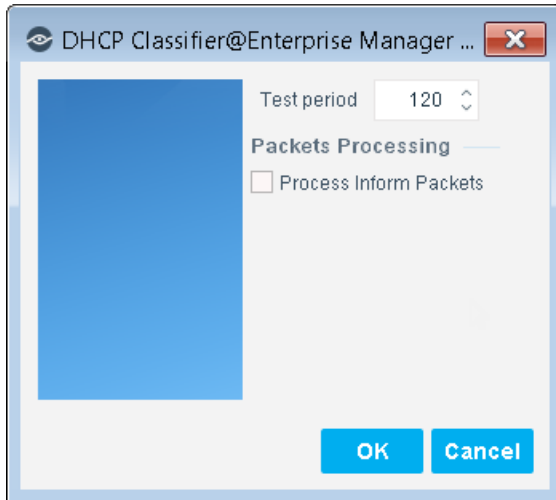 DHCP Classifier@Enterprise Manager ...
Test period 120
Packets Processing
Process Inform Packets
OK Cancel